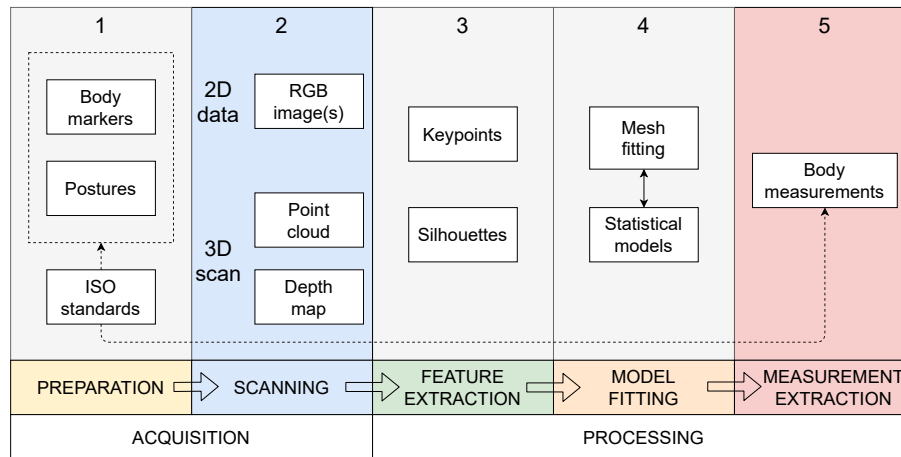 1
2
3
4
5
Body
markers
Postures
ISO
standards
2D
data
RGB
image(s)
3D
scan
Point
cloud
Depth
map
Keypoints
Silhouettes
Mesh
fitting
Statistical
models
Body
measurements
PREPARATION
SCANNING
FEATURE
EXTRACTION
MODEL
FITTING
MEASUREMENT
EXTRACTION
ACQUISITION
PROCESSING